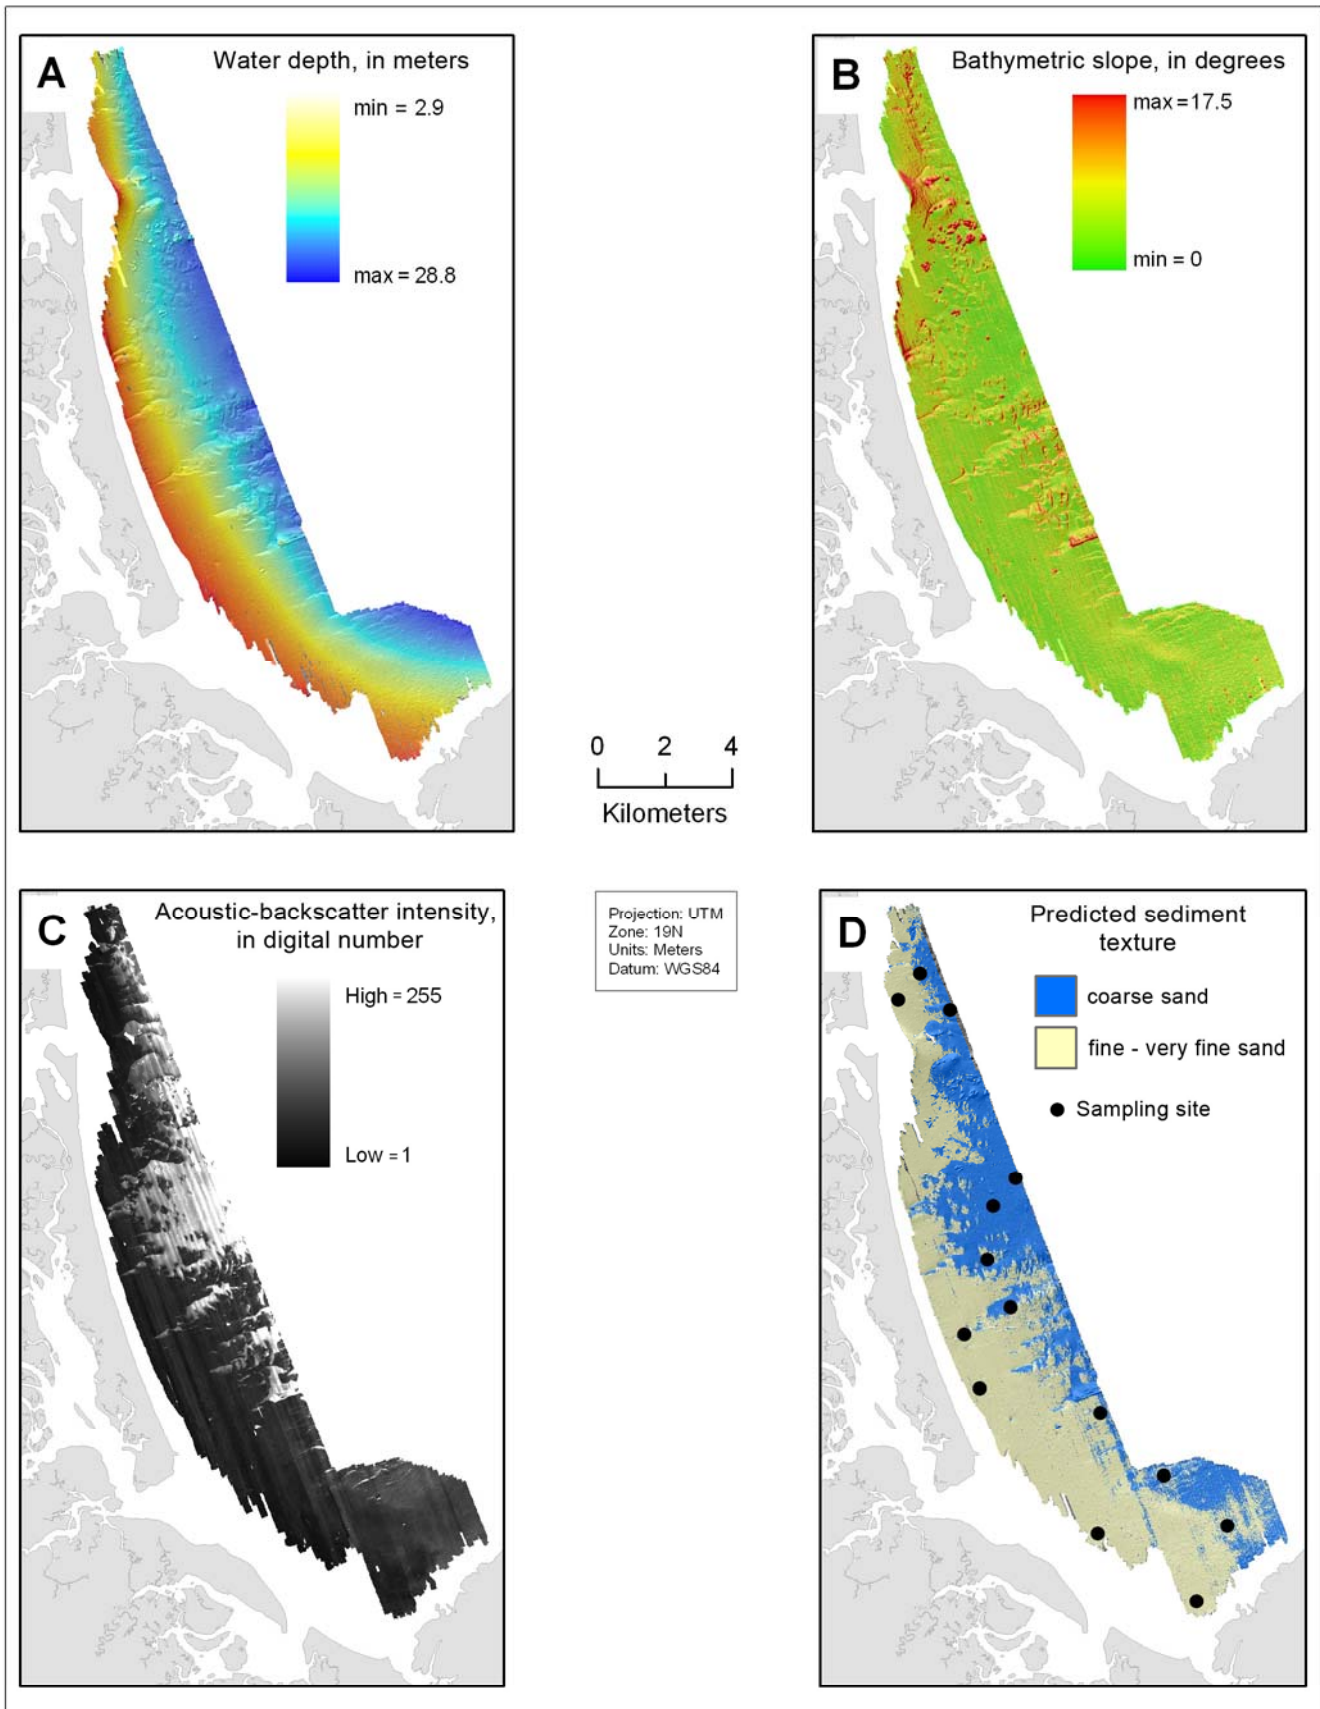 A
Water depth, in meters
min = 2.9
max = 28.8
B
Bathymetric slope, in degrees
max =17.5
min = 0
0 2 4
Kilometers
C
Acoustic-backscatter intensity,
in digital number
High = 255
Low = 1
Projection: UTM
Zone: 19N
Units: Meters
Datum: WGS84
D
Predicted sediment
texture
coarse sand
fine - very fine sand
Sampling site